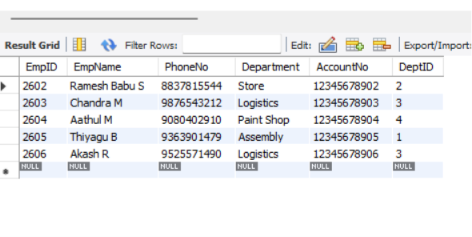 Result Grid Filter Rows: Edit: Export/Import:
EmpID EmpName PhoneNo Department AccountNo DeptID
2602 Ramesh Babu S 8837815544 Store 12345678902 2
2603 Chandra M 9876543212 Logistics 12345678903 3
2604 Aathul M 9080402910 Paint Shop 12345678904 4
2605 Thiyagu B 9363901479 Assembly 12345678905 1
2606 Akash R 9525571490 Logistics 12345678906 3
NULL NULL NULL NULL NULL NULL